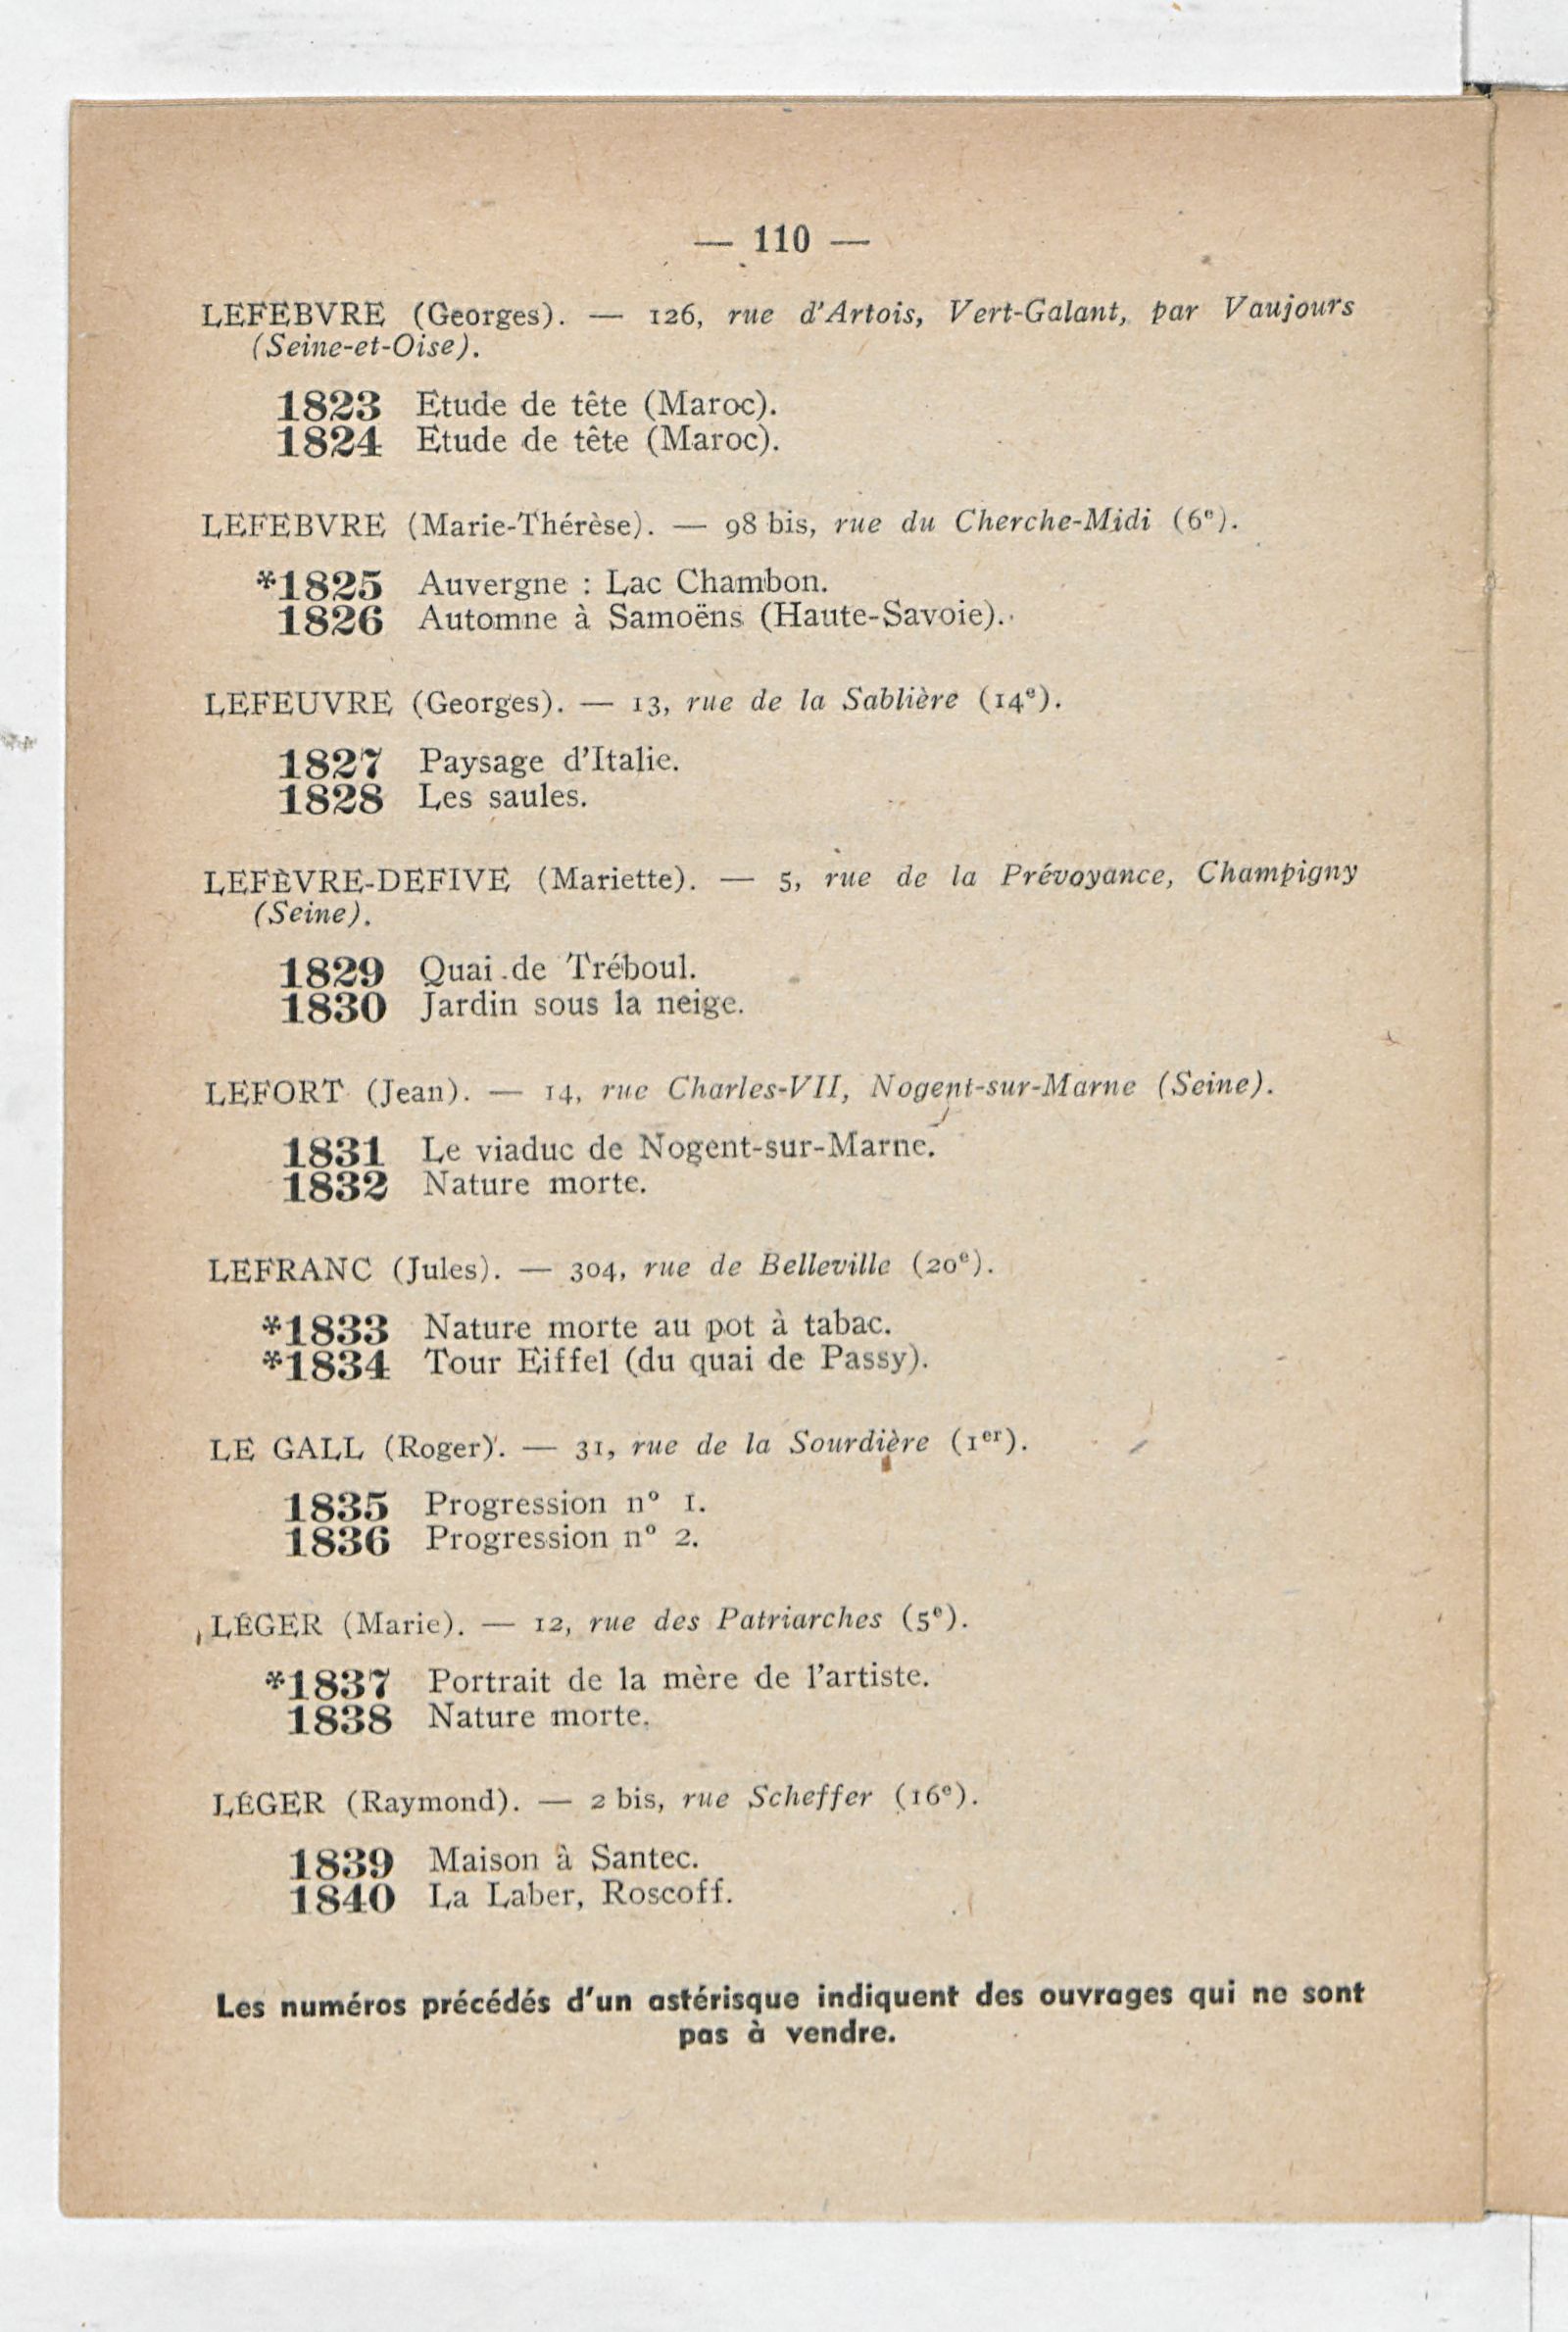 — 110 —
LEFEBVRE (Georges). — 126, rue d'Artois, Vert-Galant, par Vaujours
(Seine-et-Oise).
1823 Etude de tête (Maroc).
1824 Etude de tête (Maroc).
LEFEBVRE (Marie-Thérèse). — 98 bis, rue du Cherche-Midi (6e).
*1825 Auvergne : Lac Chambon.
1826 Automne à Samoëns (Haute-Savoie).
LEFEUVRE (Georges). — 13, rue de la Sablière (14e).
1827 Paysage d'Italie.
1828 Les saules.
LEFÈVRE-DEFIVE (Mariette). — 5, rue de la Prévoyance, Champigny
(Seine).
1829 Quai de Tréboul.
1830 Jardin sous la neige.
LEFORT (Jean). — 14, rue Charles-VII, Nogent-sur-Marne (Seine).
1831 Le viaduc de Nogent-sur-Marne.
1832 Nature morte.
LEFRANC (Jules). — 304, rue de Belleville (20e).
*1833 Nature morte au pot à tabac.
*1834 Tour Eiffel (du quai de Passy).
LE GALL (Roger). — 31, rue de la Sourdière (1er).
1835 Progression n° 1.
1836 Progression n° 2.
LÉGER (Marie). — 12, rue des Patriarches (5e).
*1837 Portrait de la mère de l'artiste.
1838 Nature morte.
LÉGER (Raymond). — 2 bis, rue Scheffer (16e).
1839 Maison à Santec.
1840 La Laber, Roscoff.
Les numéros précédés d'un astérisque indiquent des ouvrages qui ne sont
pas à vendre.